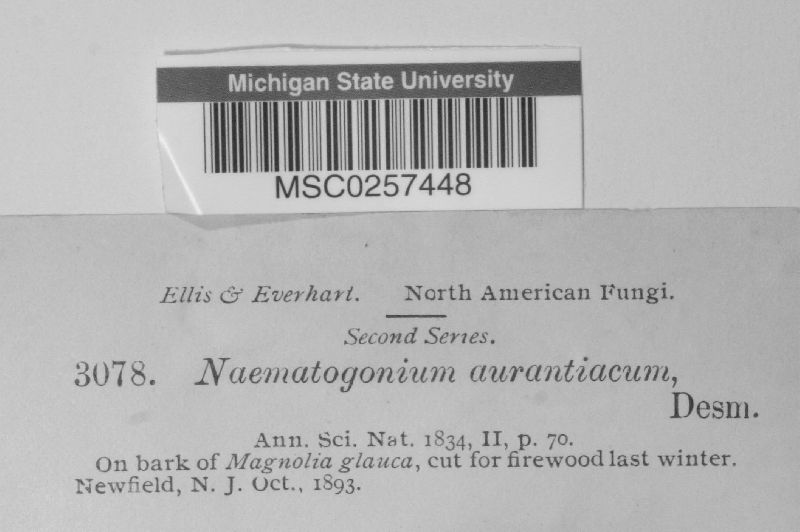 Michigan State University
MSC0257448
Ellis & Everhart. North American Fungi.
Second Series.
3078. Naematogonium aurantiacum,
Desm.
Ann. Sci. Nat. 1834, II, p. 70.
On bark of Magnolia glauca, cut for firewood last winter.
Newfield, N. J. Oct., 1893.